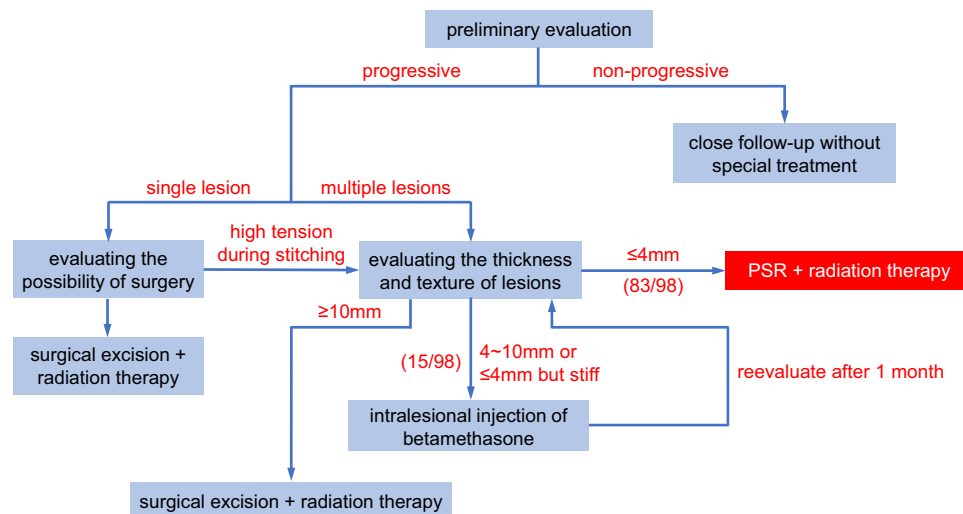 preliminary evaluation
progressive
non-progressive
close follow-up without
special treatment
single lesion
multiple lesions
evaluating the
possibility of surgery
high tension
during stitching
evaluating the thickness
and texture of lesions
≤4mm
(83/98)
PSR + radiation therapy
surgical excision +
radiation therapy
≥10mm
(15/98)
4~10mm or
≤4mm but stiff
reevaluate after 1 month
intralesional injection of
betamethasone
surgical excision + radiation therapy